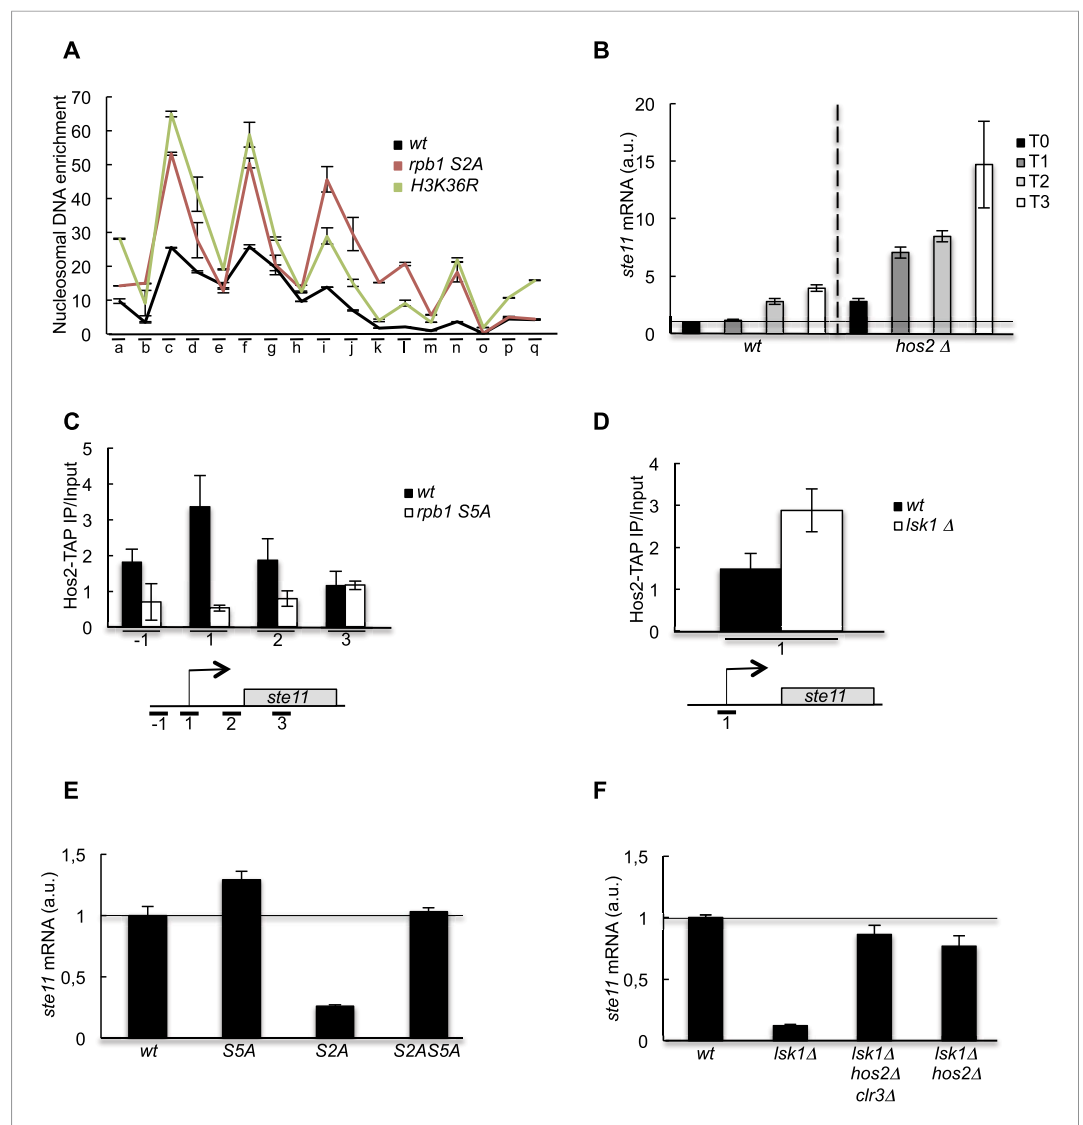 A
Nucleosomal DNA enrichment
70
60
50
40
30
20
10
0
wt
rpb1 S2A
H3K36R
a b c d e f g h i j k l m n o p q
B
ste11 mRNA (a.u.)
20
15
10
5
0
T0
T1
T2
T3
wt hos2 Δ
C
Hos2-TAP IP/Input
5
4
3
2
1
0
wt
rpb1 S5A
-1 1 2 3
ste11
-1 1 2 3
D
Hos2-TAP IP/Input
4
3
2
1
0
wt
lsk1 Δ
1
ste11
1
E
ste11 mRNA (a.u.)
1,5
1
0,5
0
wt S5A S2A S2AS5A
F
ste11 mRNA (a.u.)
1,5
1
0,5
0
wt lsk1Δ lsk1Δ lsk1Δ
hos2Δ hos2Δ
clr3Δ